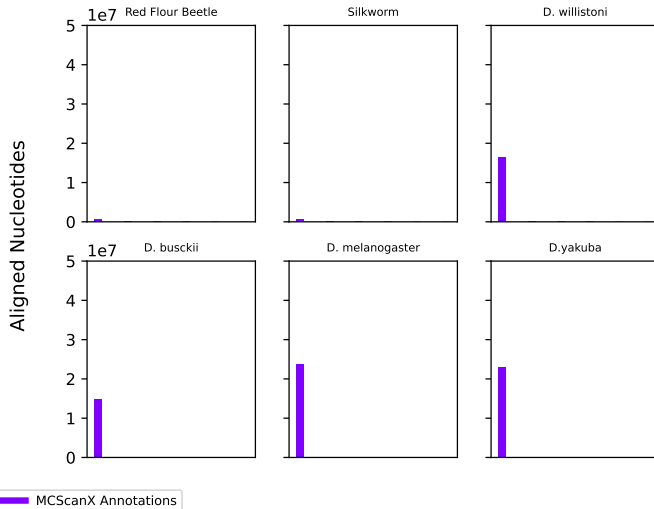 1e7 Red Flour Beetle
Silkworm
D. willistoni
5
4
3
2
1
0
Aligned Nucleotides
1e7
D. busckii
D. melanogaster
D.yakuba
5
4
3
2
1
0
MCScanX Annotations